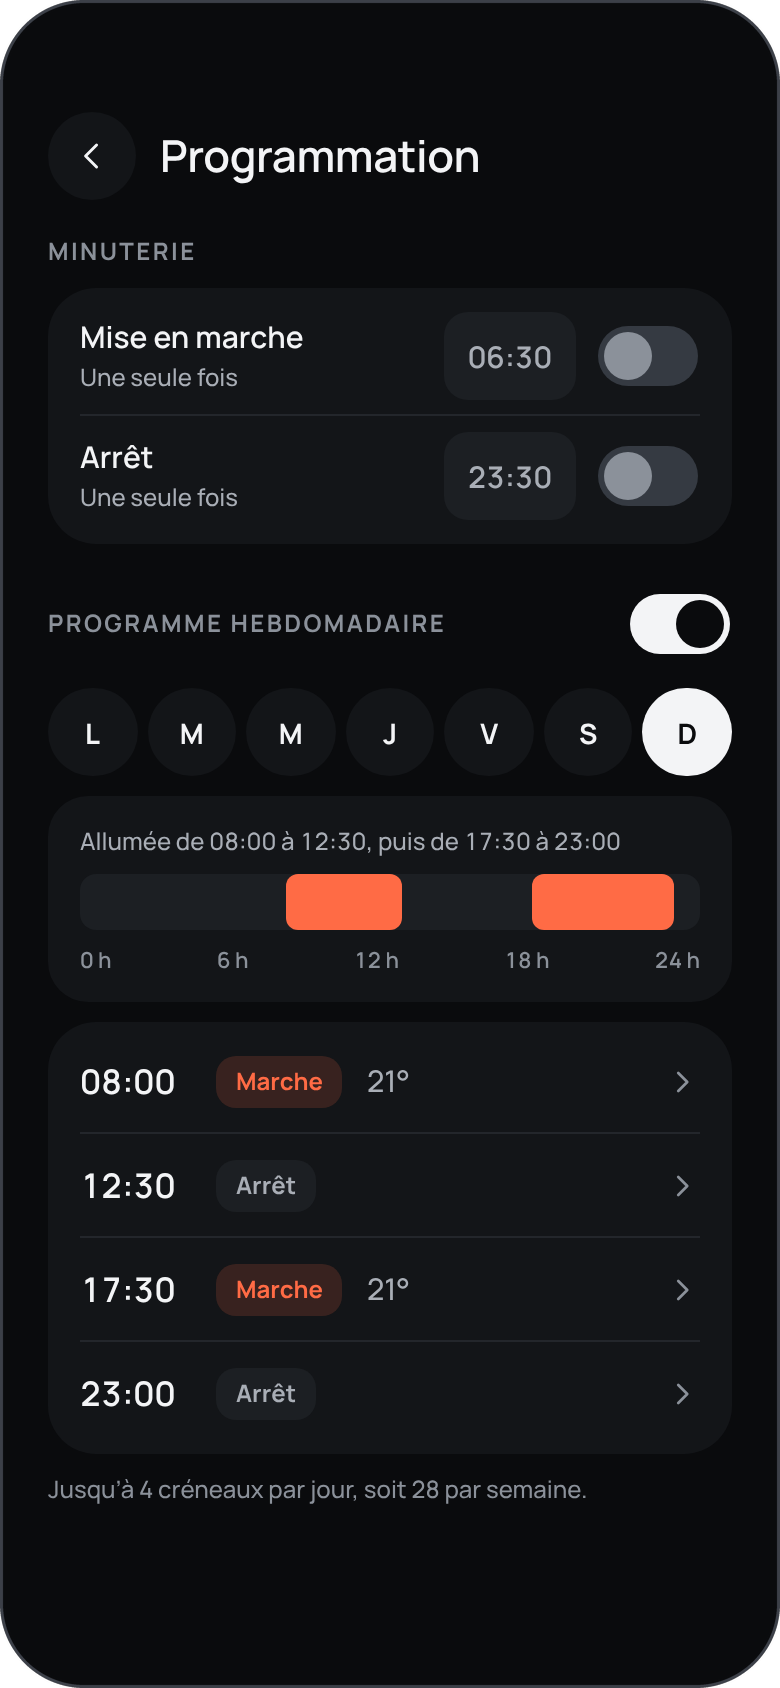 Programmation
MINUTERIE
Mise en marche
Une seule fois
06:30
Arrêt
Une seule fois
23:30
PROGRAMME HEBDOMADAIRE
L M M J V S D
Allumée de 08:00 à 12:30, puis de 17:30 à 23:00
0 h 6 h 12 h 18 h 24 h
08:00 Marche 21°
12:30 Arrêt
17:30 Marche 21°
23:00 Arrêt
Jusqu’à 4 créneaux par jour, soit 28 par semaine.